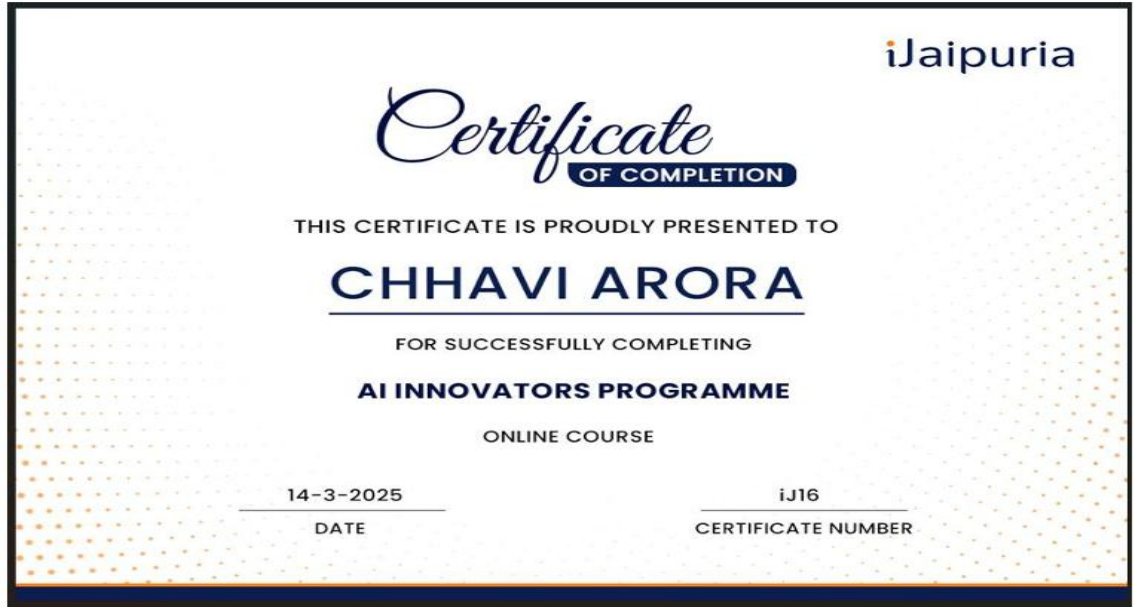 iJaipuria
Certificate
OF COMPLETION
THIS CERTIFICATE IS PROUDLY PRESENTED TO
CHHAVI ARORA
FOR SUCCESSFULLY COMPLETING
AI INNOVATORS PROGRAMME
ONLINE COURSE
14-3-2025
DATE
iJ16
CERTIFICATE NUMBER